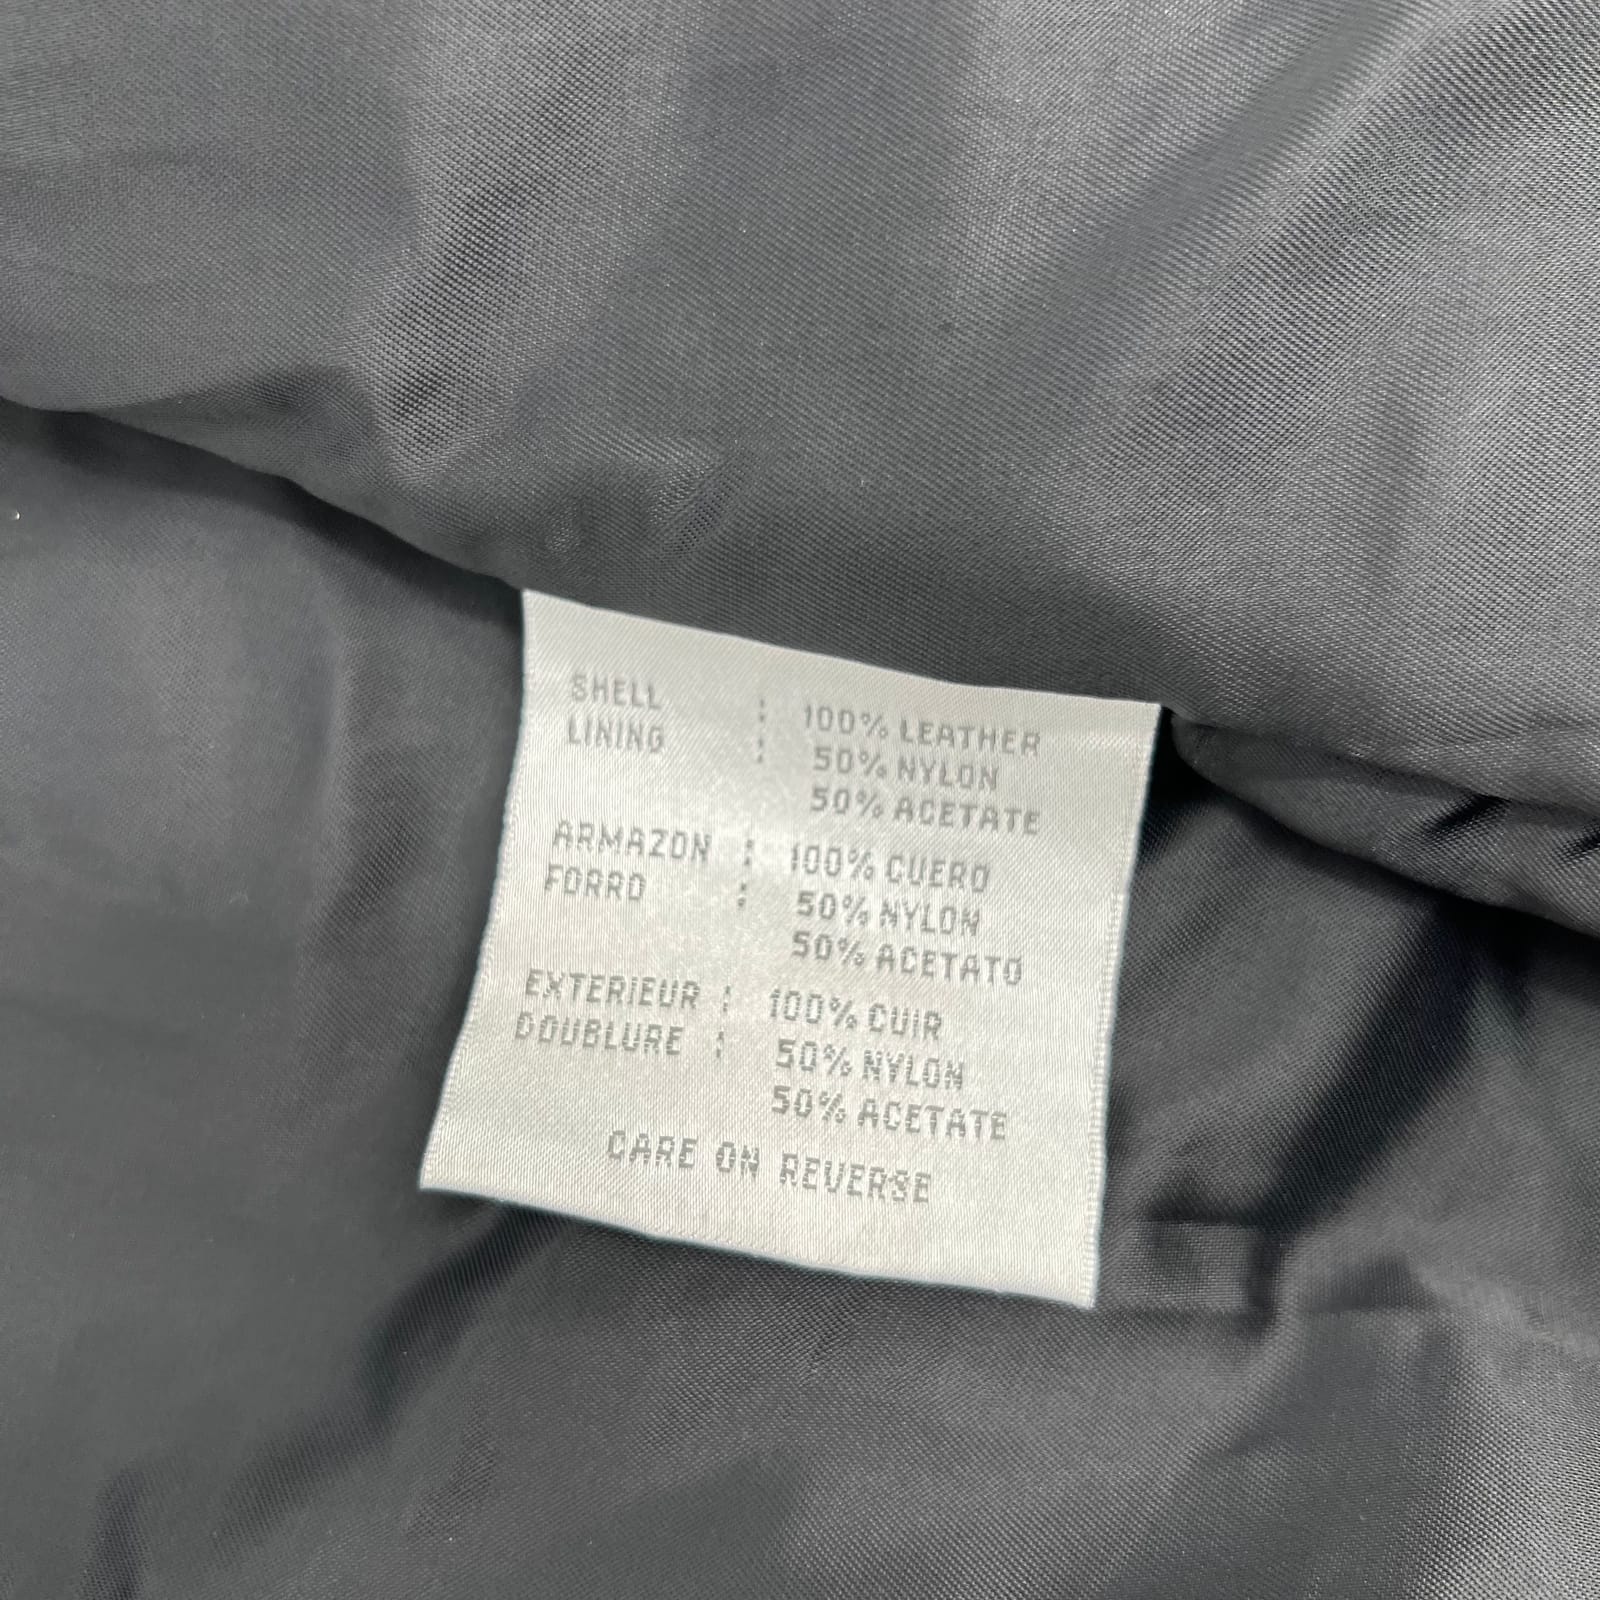 SHELL : 100% LEATHER
LINING : 50% NYLON
50% ACETATE
ARMAZON : 100% CUERO
FORRO : 50% NYLON
50% ACETATO
EXTERIEUR : 100% CUIR
DOUBLURE : 50% NYLON
50% ACETATE
CARE ON REVERSE